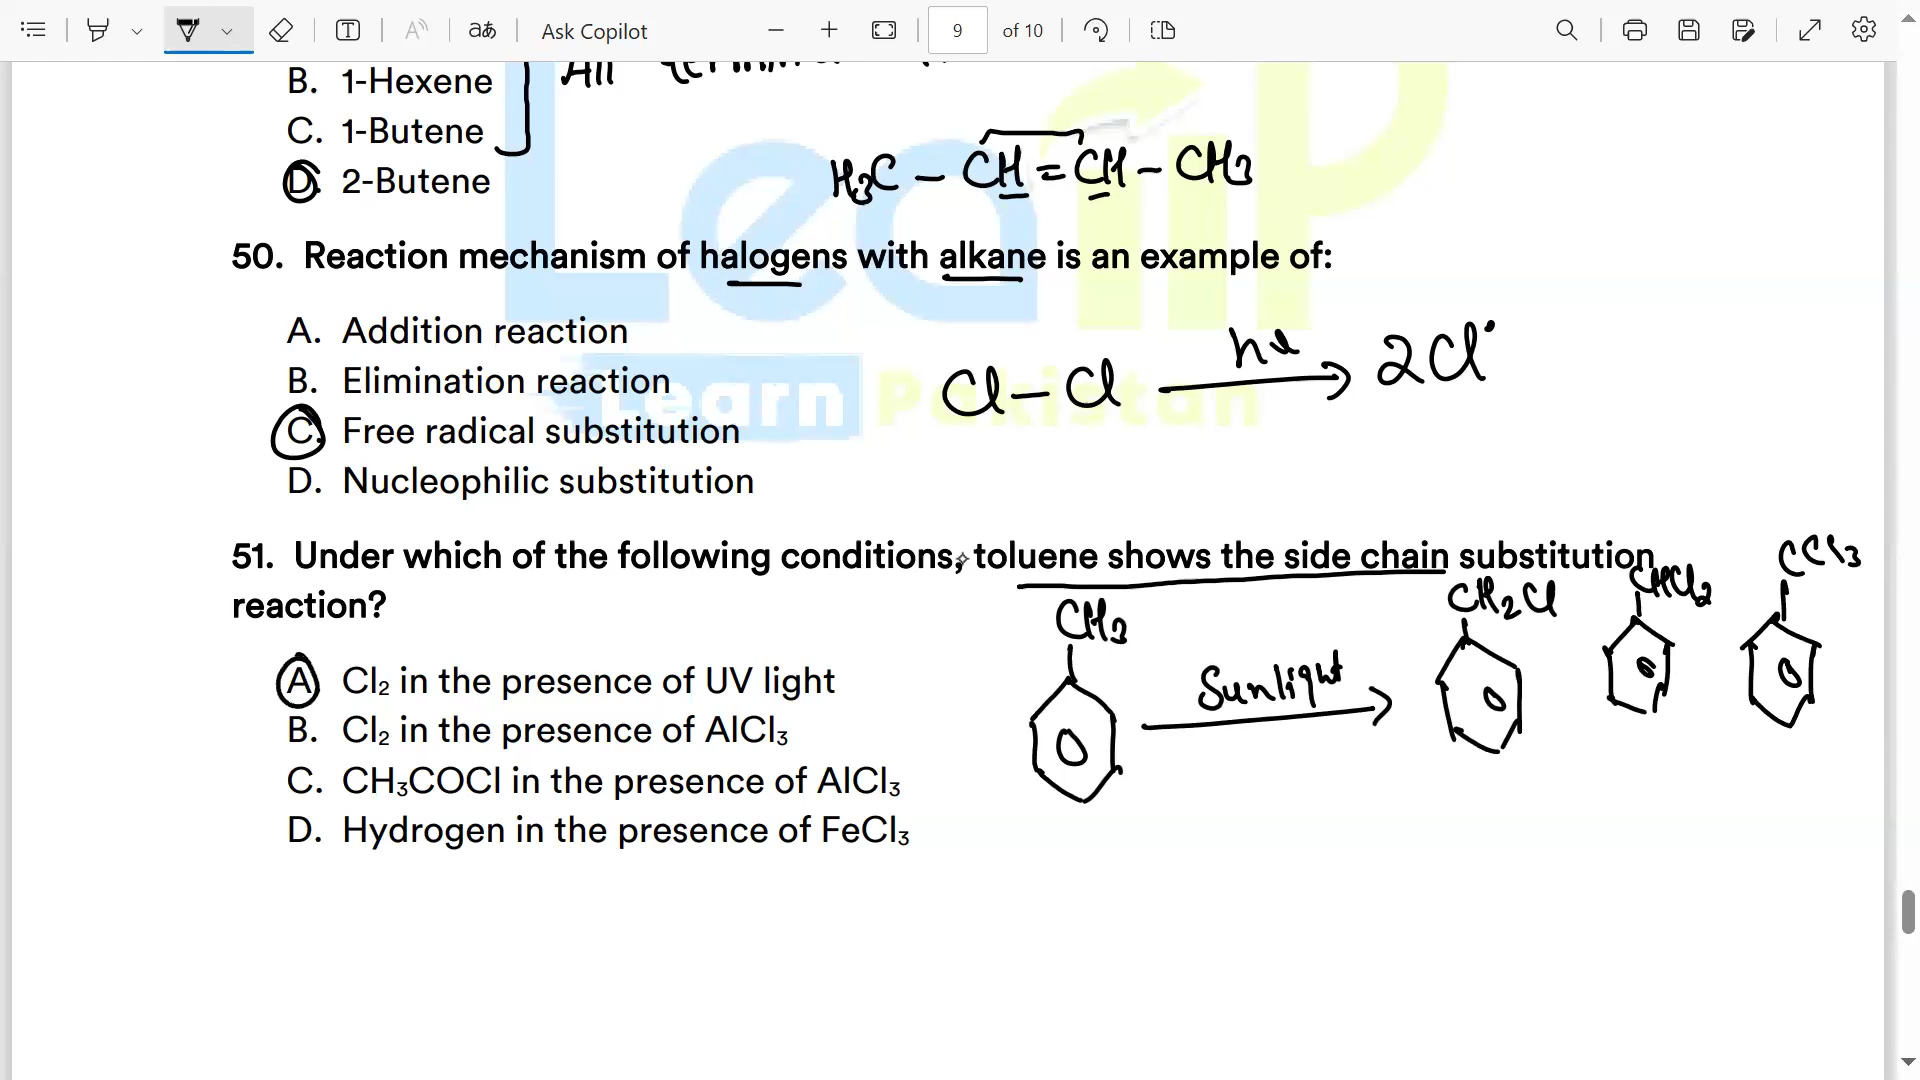 Ask Copilot
9 of 10
B. 1-Hexene
All
C. 1-Butene
D. 2-Butene
H₃C – CH = CH – CH₃
50. Reaction mechanism of halogens with alkane is an example of:
A. Addition reaction
B. Elimination reaction
C. Free radical substitution
D. Nucleophilic substitution
Cl – Cl → 2Cl•
LearnP
Learn Pakistan
51. Under which of the following conditions, toluene shows the side chain substitution
reaction?
CH₃
Sunlight
CH₂Cl
CHCl₂
CCl₃
A Cl₂ in the presence of UV light
B. Cl₂ in the presence of AlCl₃
C. CH₃COCl in the presence of AlCl₃
D. Hydrogen in the presence of FeCl₃